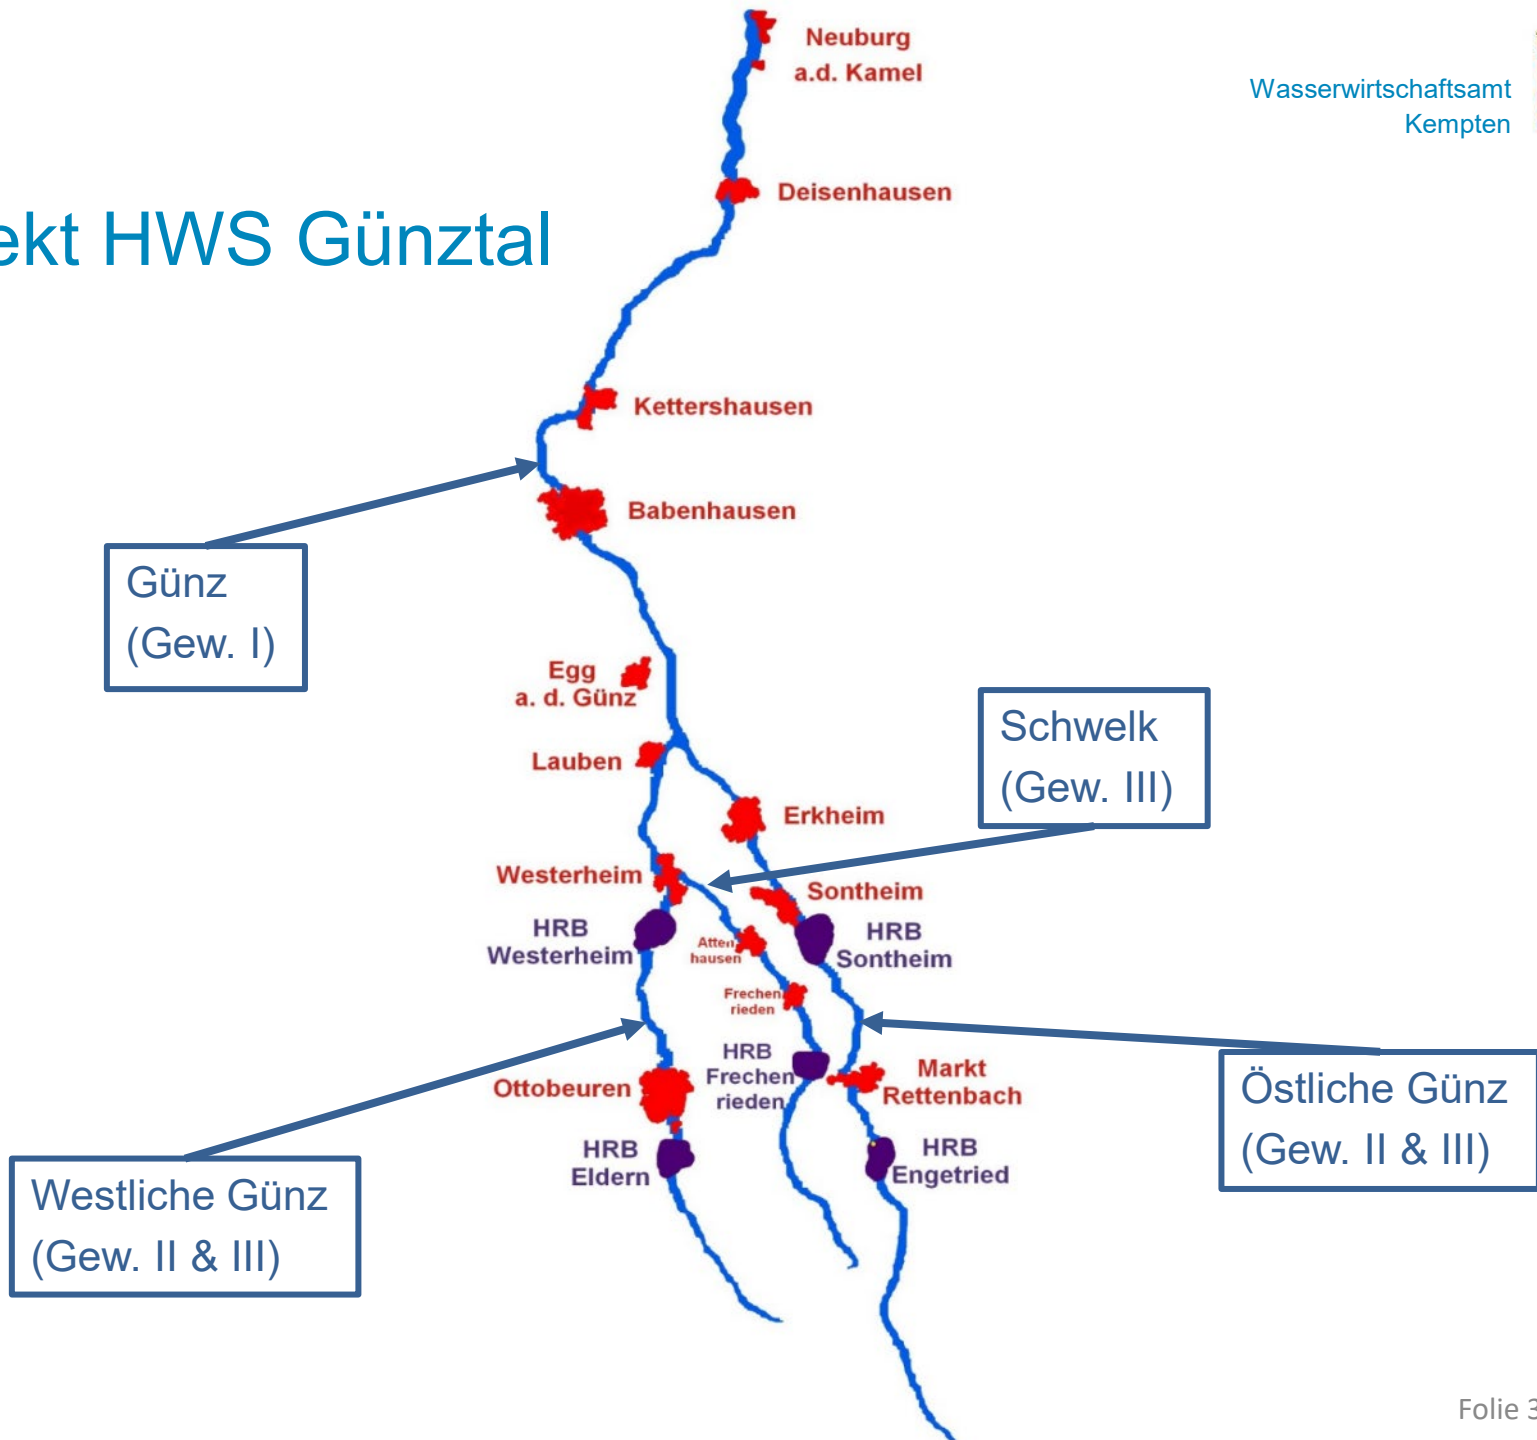 Neuburg
a.d. Kamel
Wasserwirtschaftsamt
Kempten
Deisenhausen
ekt HWS Günztal
Kettershausen
Babenhausen
Günz
(Gew. I)
Egg
a. d. Günz
Schwelk
(Gew. III)
Lauben
Erkheim
Westerheim
Sontheim
HRB
Westerheim
Atten
hausen
HRB
Sontheim
Frechen
rieden
HRB
Frechen
rieden
Markt
Rettenbach
Ottobeuren
Östliche Günz
(Gew. II & III)
HRB
Eldern
HRB
Engetried
Westliche Günz
(Gew. II & III)
Folie 3